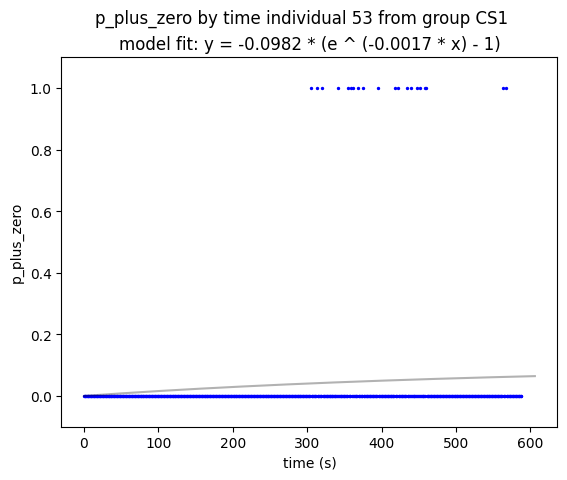 p_plus_zero by time individual 53 from group CS1
model fit: y = -0.0982 * (e ^ (-0.0017 * x) - 1)
1.0
0.8
0.6
0.4
0.2
0.0
p_plus_zero
0 100 200 300 400 500 600
time (s)